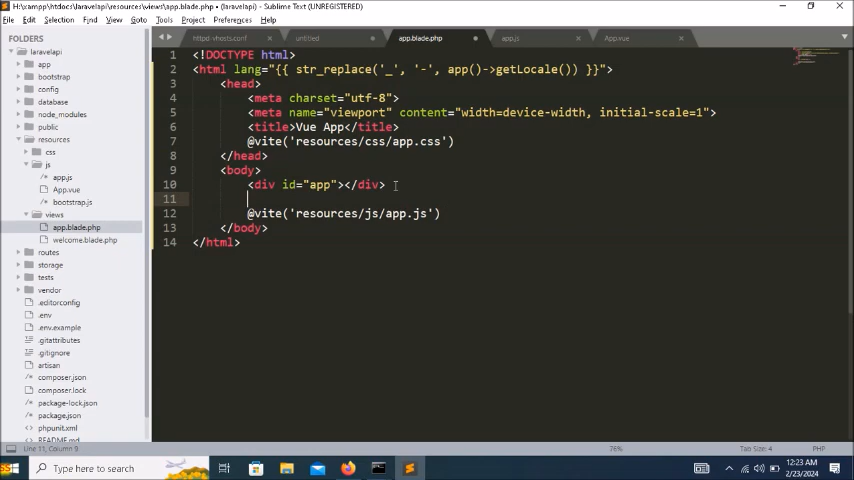 H:\xampp\htdocs\laravelapi\resources\views\app.blade.php • (laravelapi) - Sublime Text (UNREGISTERED)
File Edit Selection Find View Goto Tools Project Preferences Help
FOLDERS
laravelapi
app
bootstrap
config
database
node_modules
public
resources
css
js
app.js
App.vue
bootstrap.js
views
app.blade.php
welcome.blade.php
routes
storage
tests
vendor
.editorconfig
.env
.env.example
.gitattributes
.gitignore
artisan
composer.json
composer.lock
package-lock.json
package.json
phpunit.xml
README.md
httpd-vhosts.conf
untitled
app.blade.php
app.js
App.vue
1 <!DOCTYPE html>
2 <html lang="{{ str_replace('_', '-', app()->getLocale()) }}">
3 <head>
4 <meta charset="utf-8">
5 <meta name="viewport" content="width=device-width, initial-scale=1">
6 <title>Vue App</title>
7 @vite('resources/css/app.css')
8 </head>
9 <body>
10 <div id="app"></div>
11
12 @vite('resources/js/app.js')
13 </body>
14 </html>
Line 11, Column 9
76%
Tab Size: 4
PHP
Type here to search
12:23 AM
2/23/2024